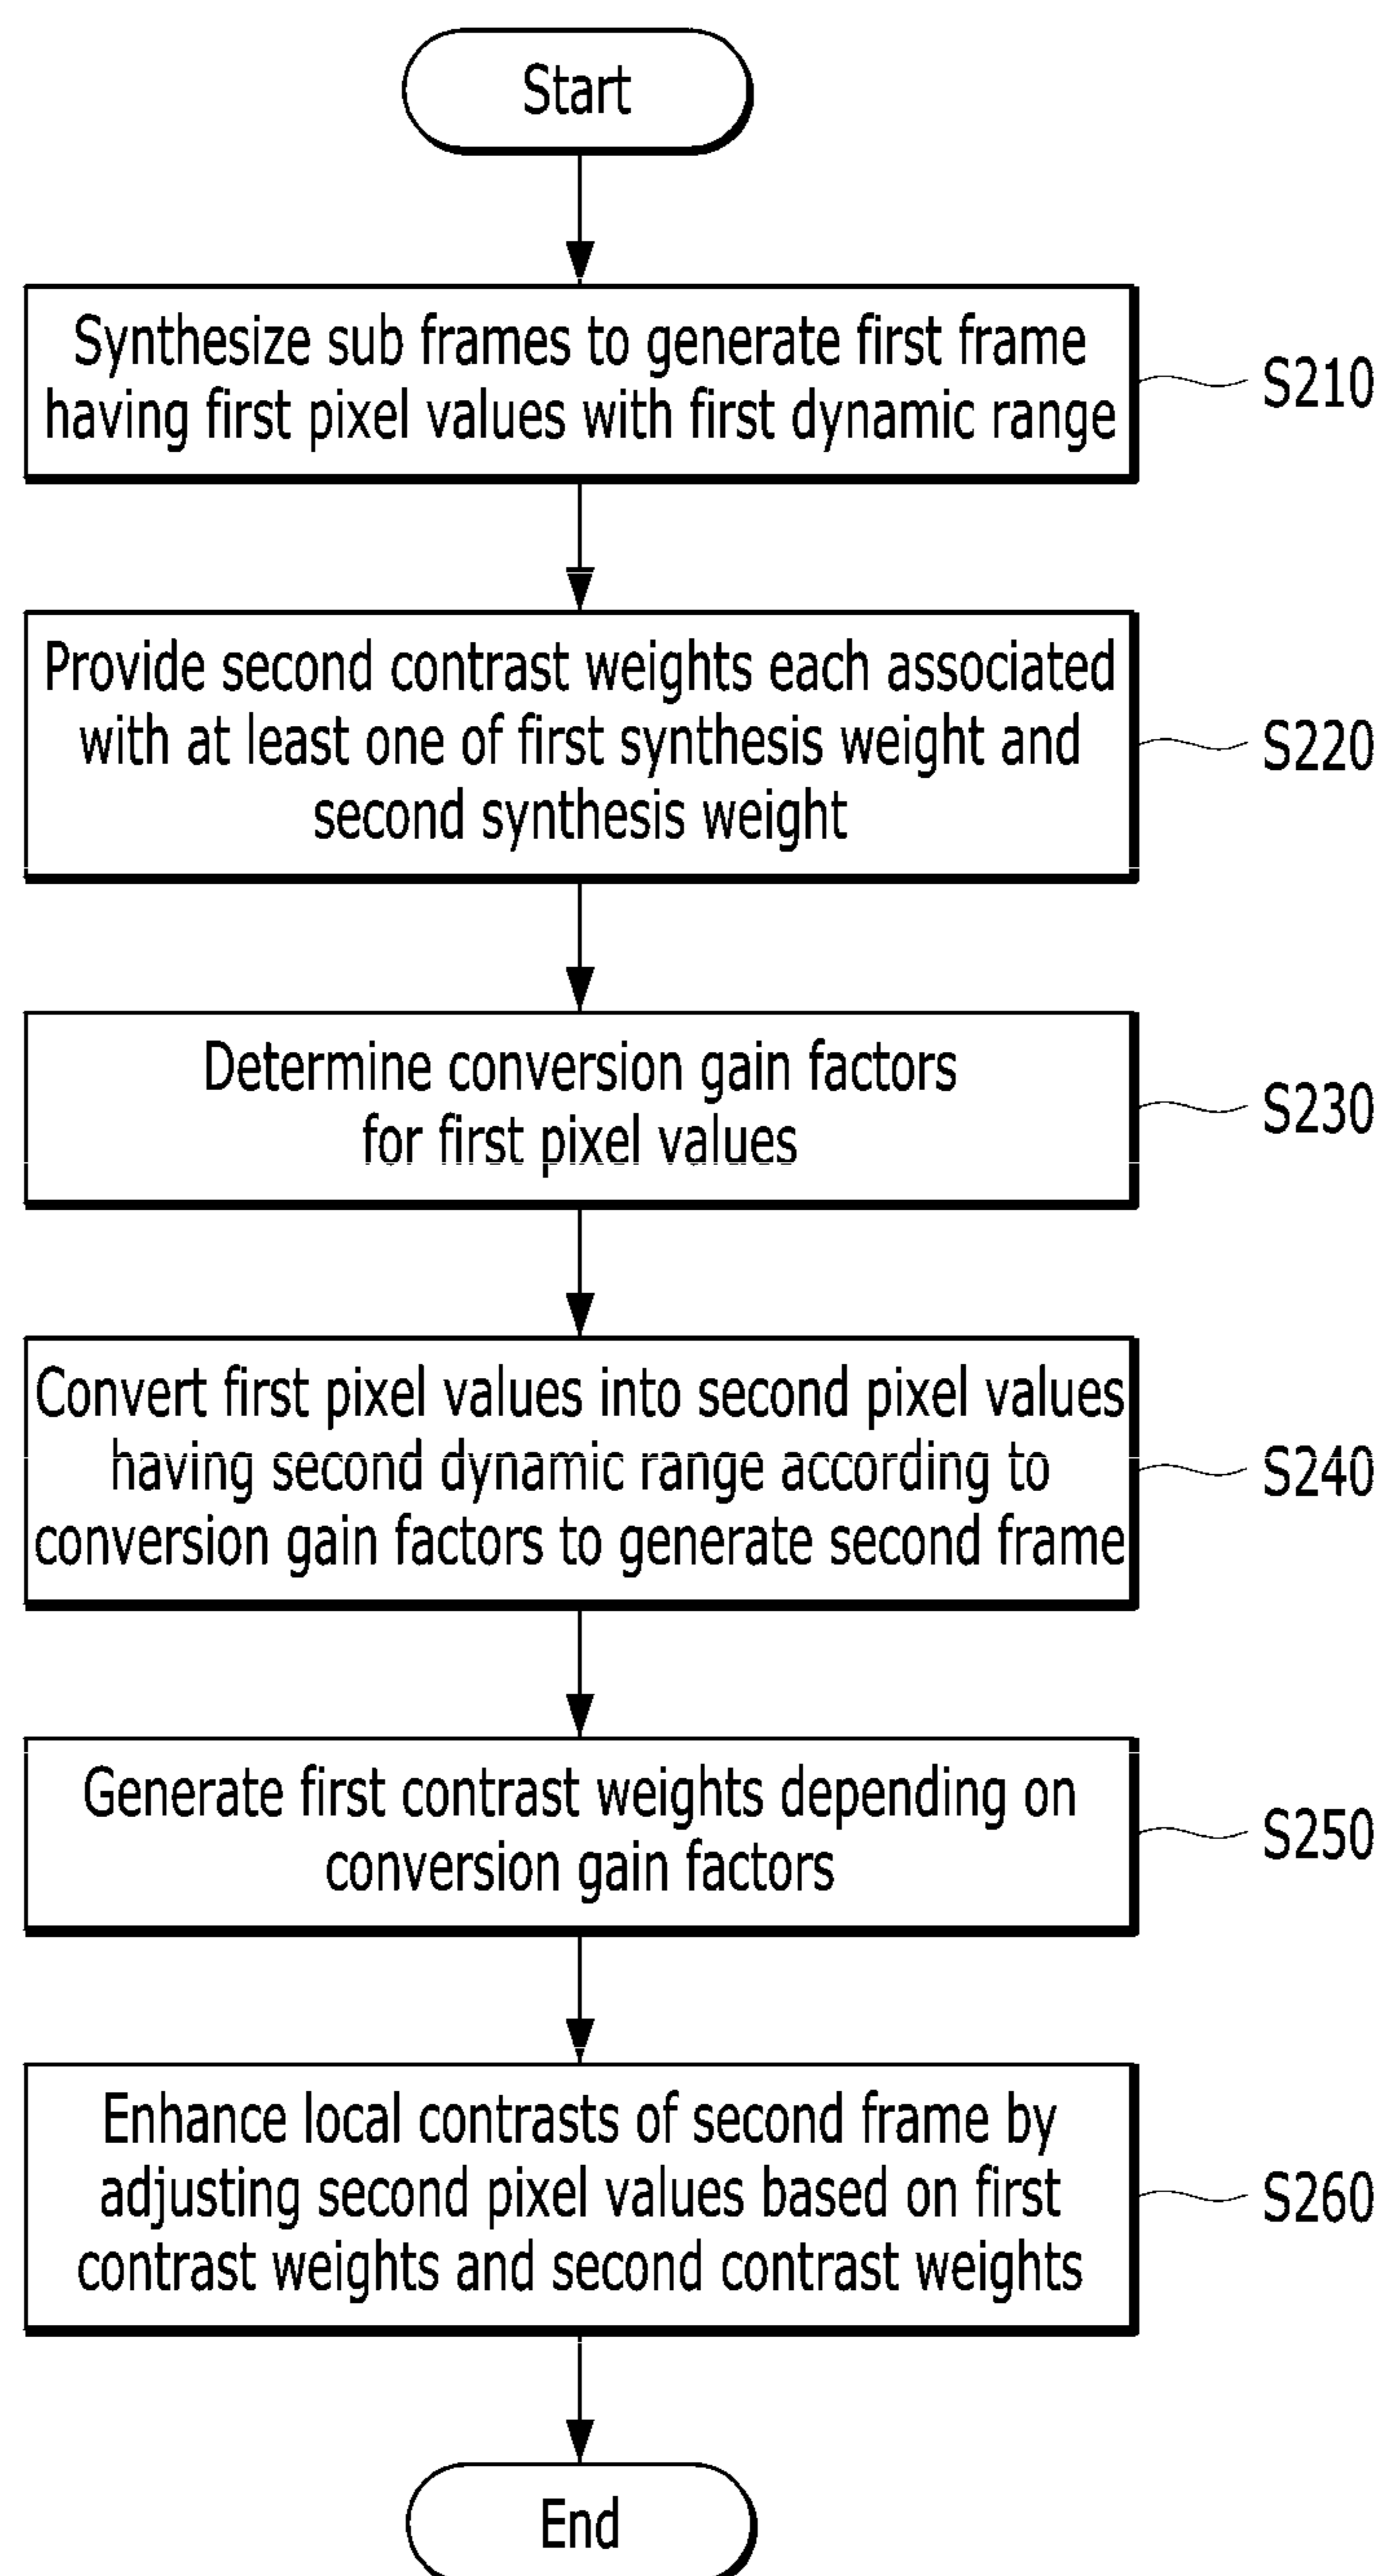 Start
Synthesize sub frames to generate first frame
having first pixel values with first dynamic range
S210
Provide second contrast weights each associated
with at least one of first synthesis weight and
second synthesis weight
S220
Determine conversion gain factors
for first pixel values
S230
Convert first pixel values into second pixel values
having second dynamic range according to
conversion gain factors to generate second frame
S240
Generate first contrast weights depending on
conversion gain factors
S250
Enhance local contrasts of second frame by
adjusting second pixel values based on first
contrast weights and second contrast weights
S260
End